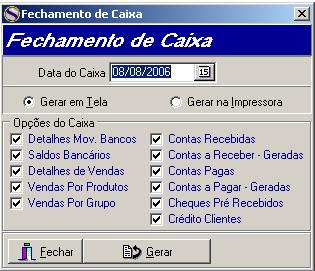 Fechamento de Caixa
Fechamento de Caixa
Data do Caixa 08/08/2006 15
Gerar em Tela Gerar na Impressora
Opções do Caixa
Detalhes Mov. Bancos Contas Recebidas
Saldos Bancários Contas a Receber - Geradas
Detalhes de Vendas Contas Pagas
Vendas Por Produtos Contas a Pagar - Geradas
Vendas Por Grupo Cheques Pré Recebidos
Crédito Clientes
Fechar Gerar